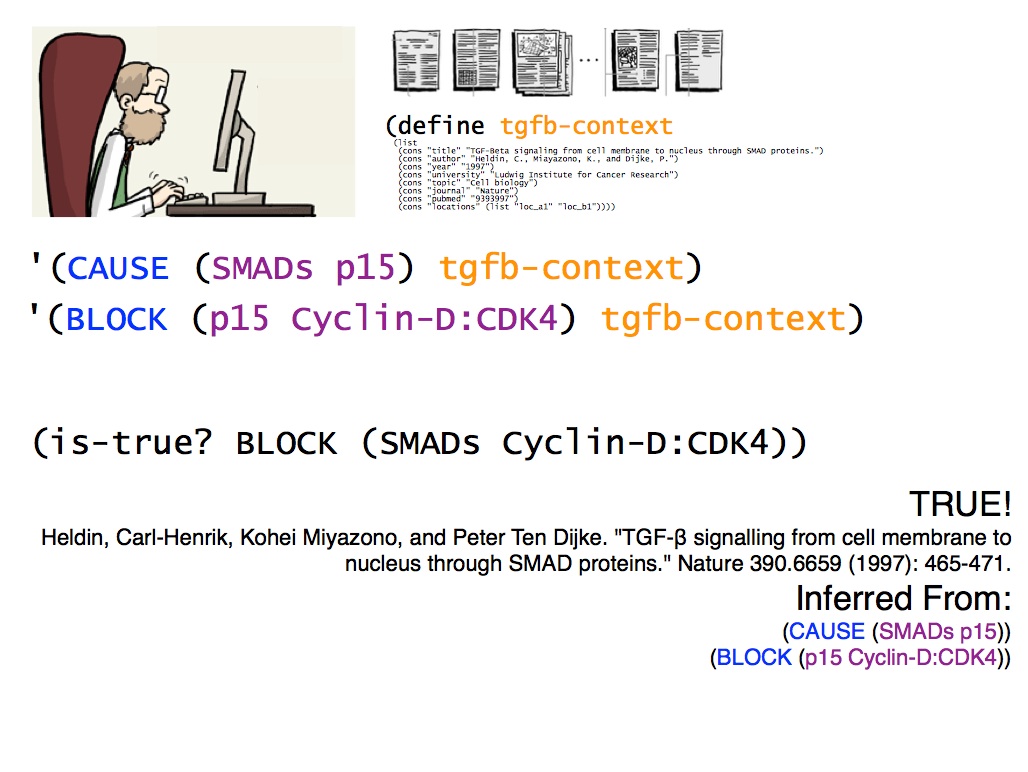 (define tgfb-context
(list
(cons "title" "TGF-Beta signaling from cell membrane to nucleus through SMAD proteins.")
(cons "author" "Heldin, C., Miayazono, K., and Dijke, P.")
(cons "year" "1997")
(cons "university" "Ludwig Institute for Cancer Research")
(cons "topic" "Cell biology")
(cons "journal" "Nature")
(cons "pubmed" "9393997")
(cons "locations" (list "loc_a1" "loc_b1"))))
'(CAUSE (SMADs p15) tgfb-context)
'(BLOCK (p15 Cyclin-D:CDK4) tgfb-context)
(is-true? BLOCK (SMADs Cyclin-D:CDK4))
TRUE!
Heldin, Carl-Henrik, Kohei Miyazono, and Peter Ten Dijke. "TGF-β signalling from cell membrane to
nucleus through SMAD proteins." Nature 390.6659 (1997): 465-471.
Inferred From:
(CAUSE (SMADs p15))
(BLOCK (p15 Cyclin-D:CDK4))